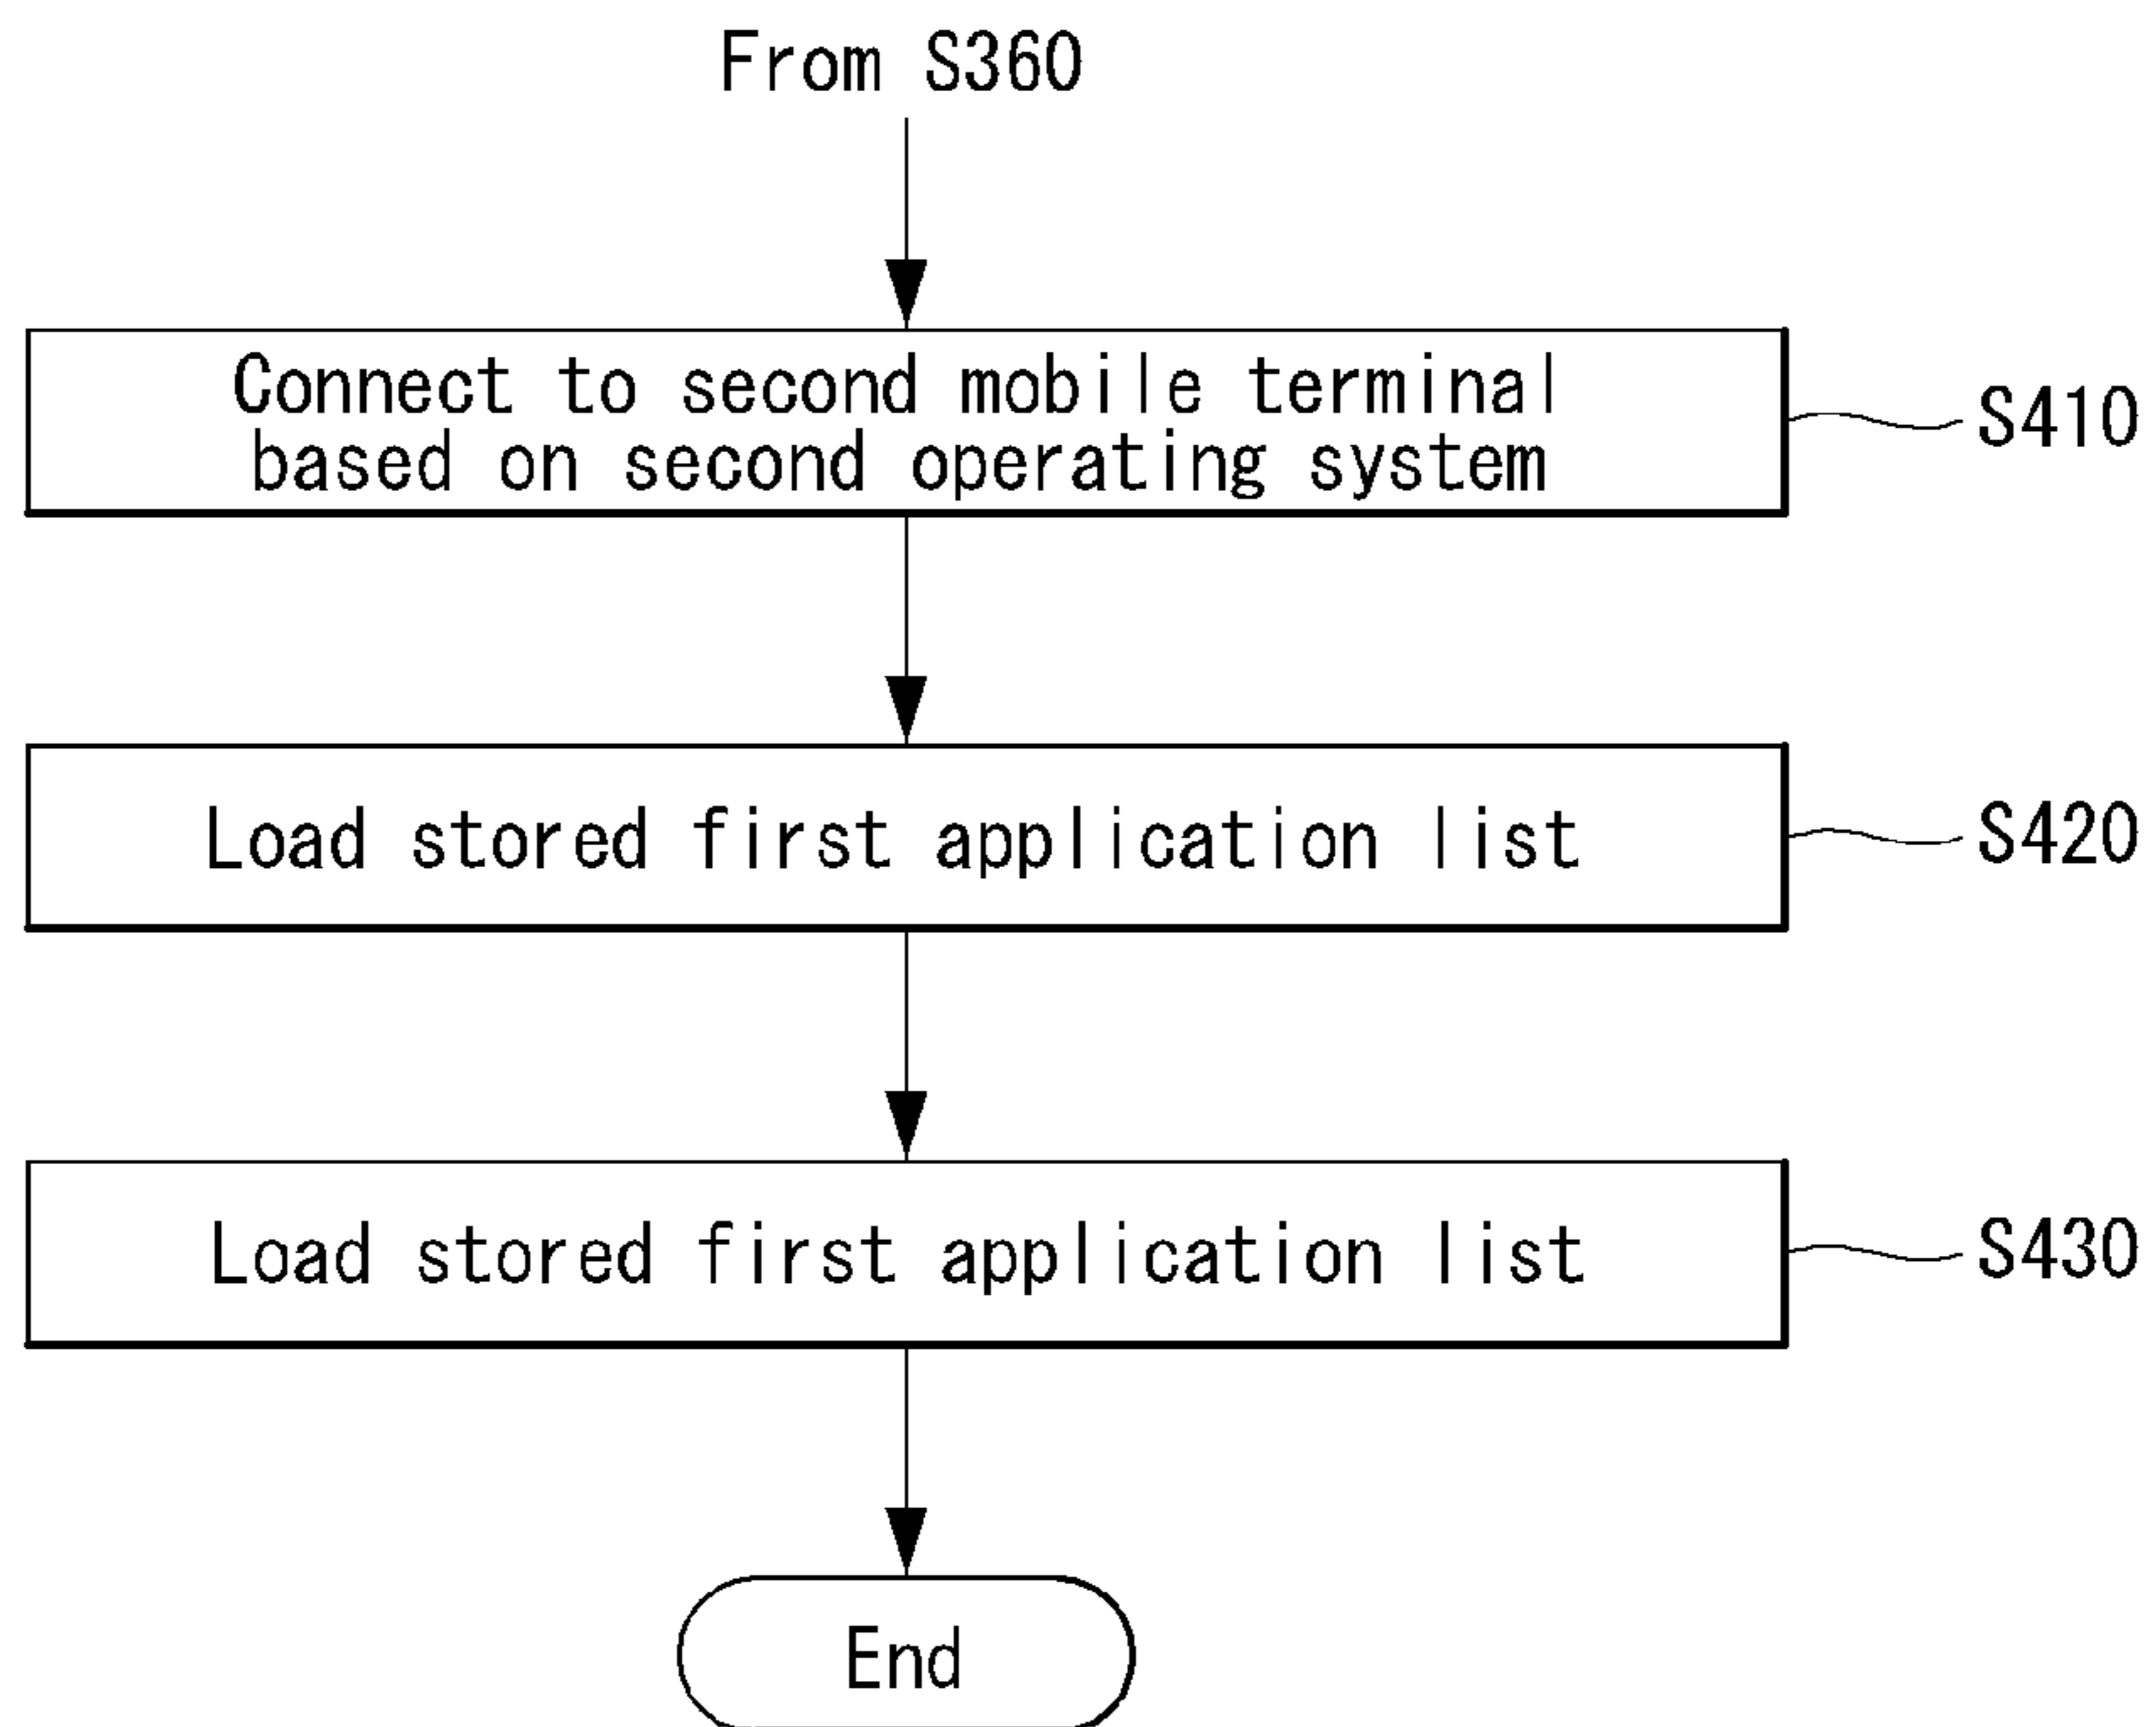 From S360
Connect to second mobile terminal
based on second operating system
S410
Load stored first application list
S420
Load stored first application list
S430
End